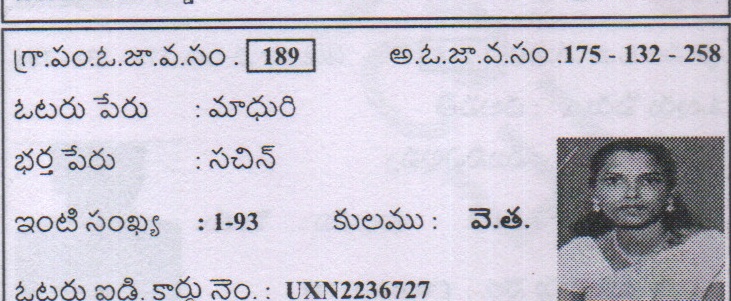 గ్రా.పం.ఓ.జా.వ.సం . 189 అ.ఓ.జా.వ.సం .175 - 132 - 258
ఓటరు పేరు : మాధురి
భర్త పేరు : సచిన్
ఇంటి సంఖ్య : 1-93 కులము : వె.త.
ఓటరు ఐడి. కార్డు నెం. : UXN2236727